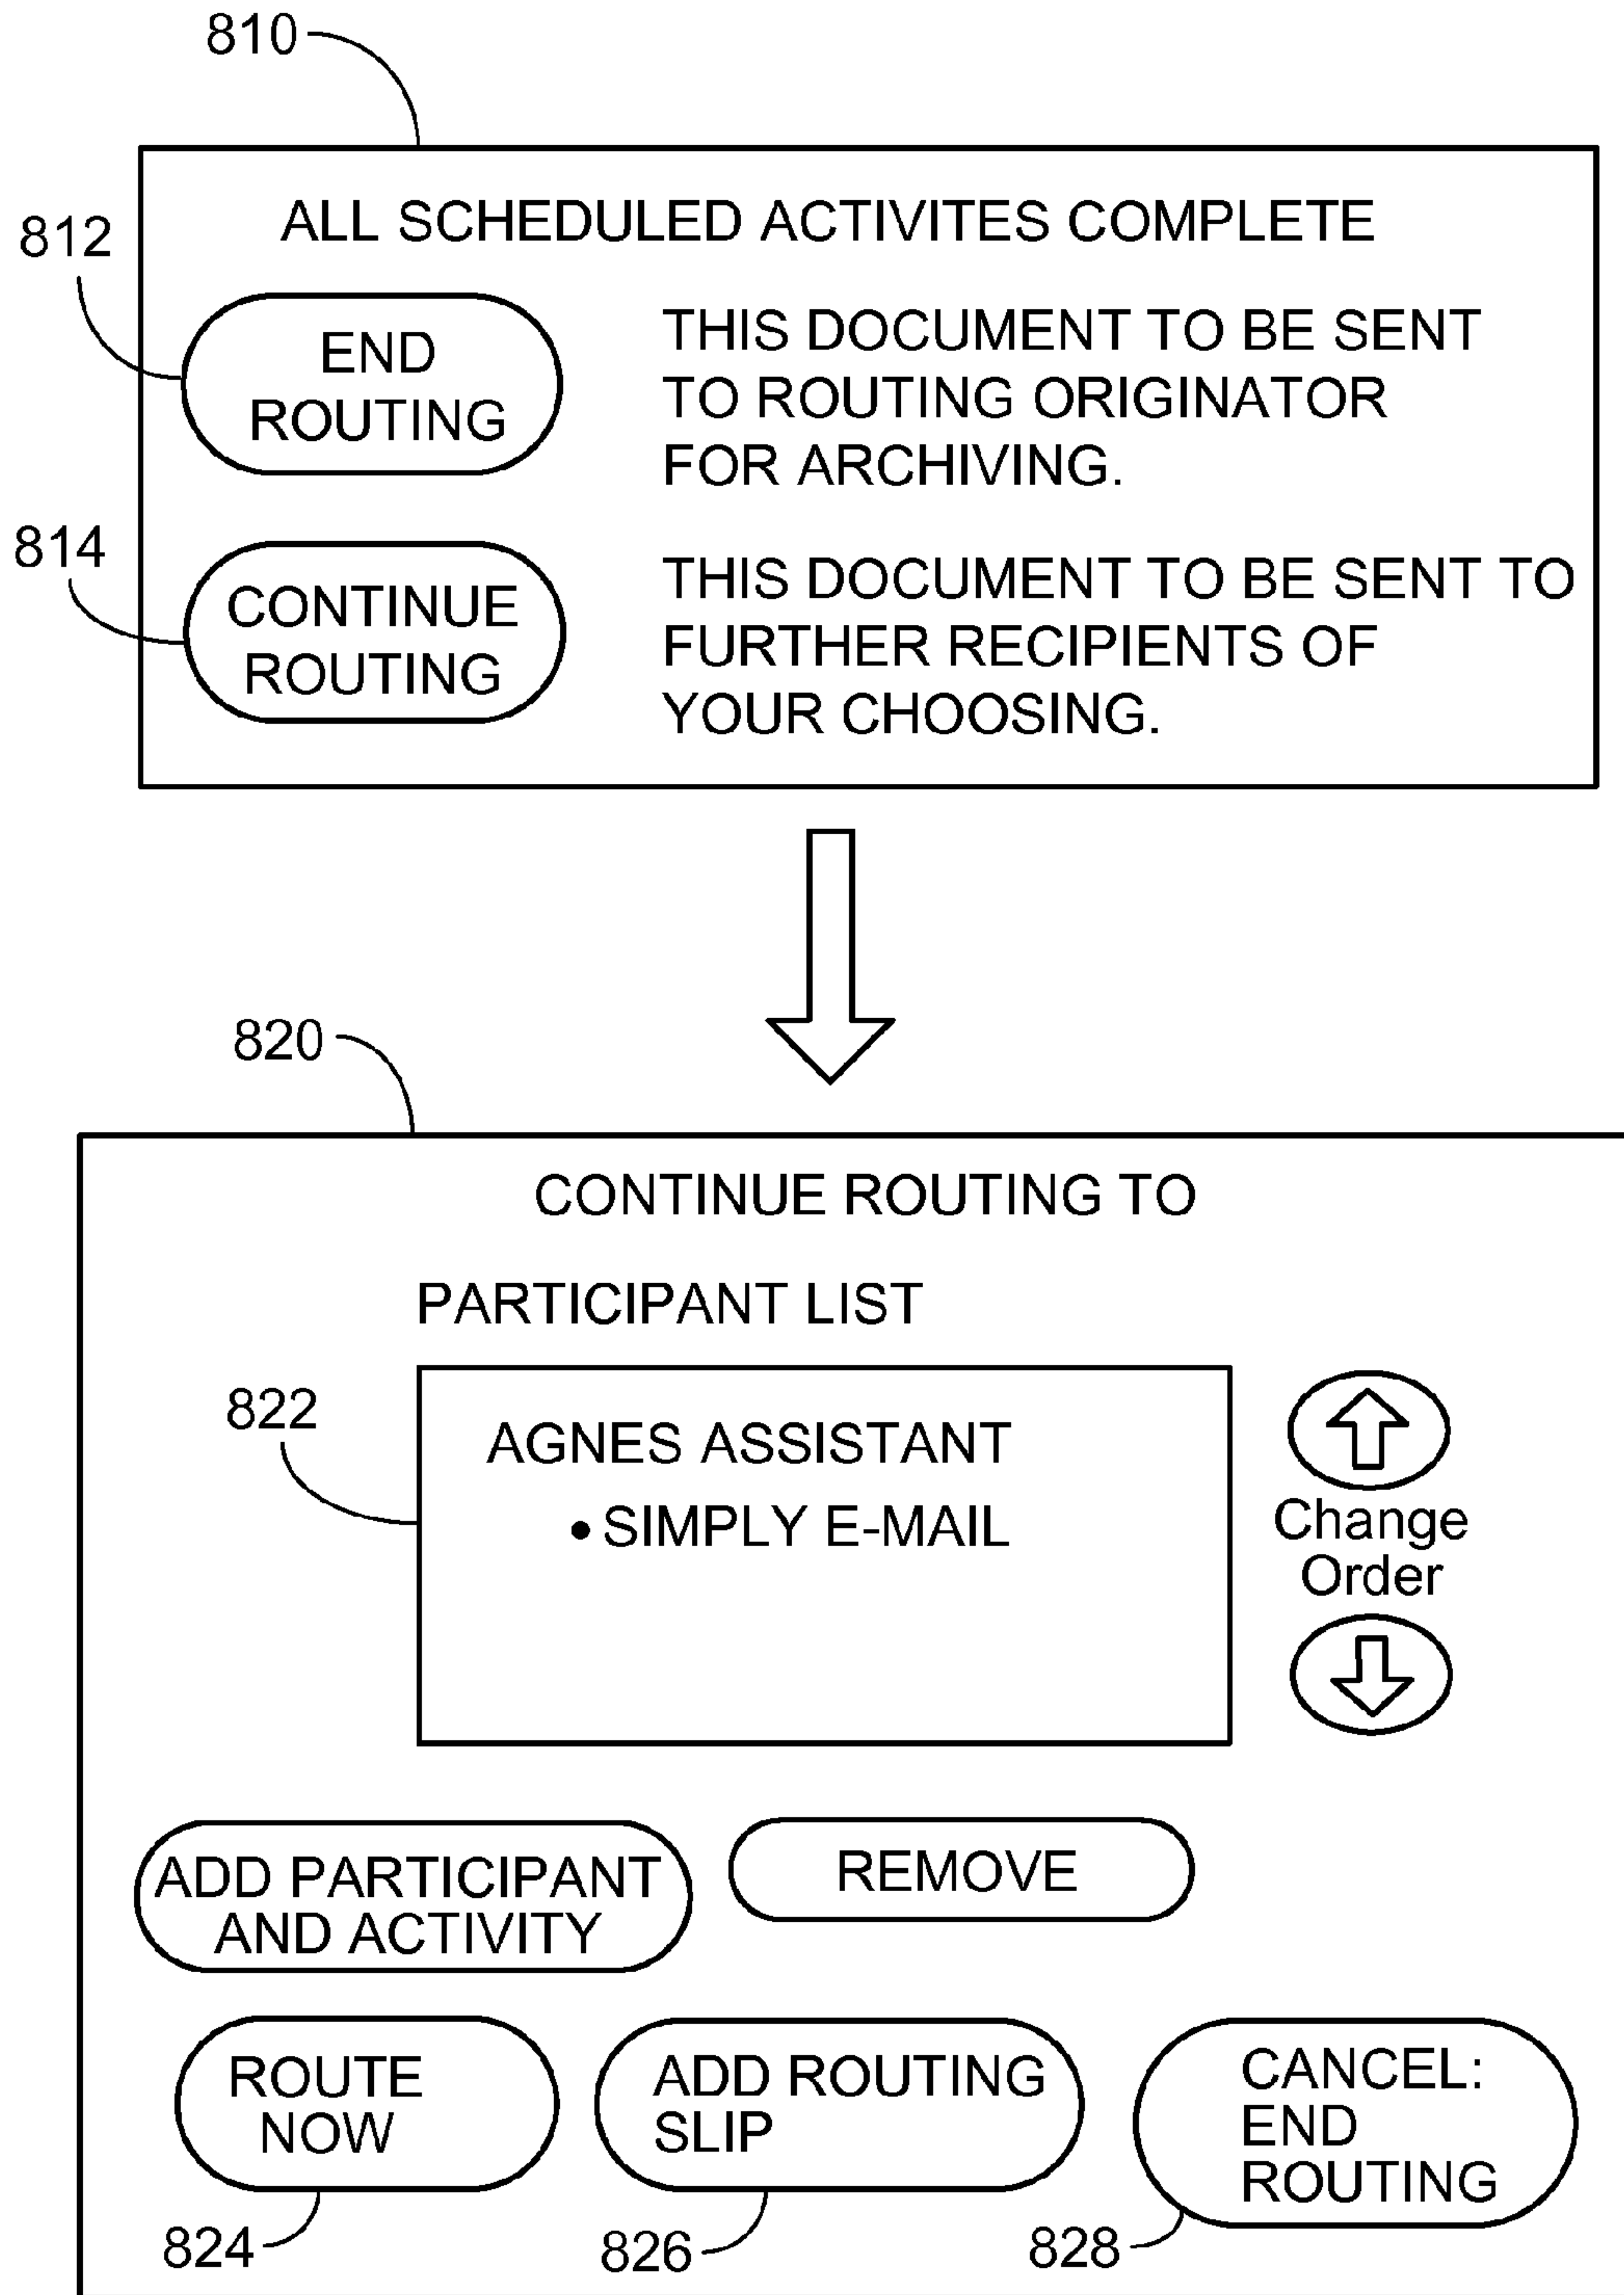 810
ALL SCHEDULED ACTIVITES COMPLETE
812
END
ROUTING
THIS DOCUMENT TO BE SENT
TO ROUTING ORIGINATOR
FOR ARCHIVING.
814
CONTINUE
ROUTING
THIS DOCUMENT TO BE SENT TO
FURTHER RECIPIENTS OF
YOUR CHOOSING.
820
CONTINUE ROUTING TO
PARTICIPANT LIST
822
AGNES ASSISTANT
• SIMPLY E-MAIL
Change
Order
ADD PARTICIPANT
AND ACTIVITY
REMOVE
ROUTE
NOW
ADD ROUTING
SLIP
CANCEL:
END
ROUTING
824
826
828